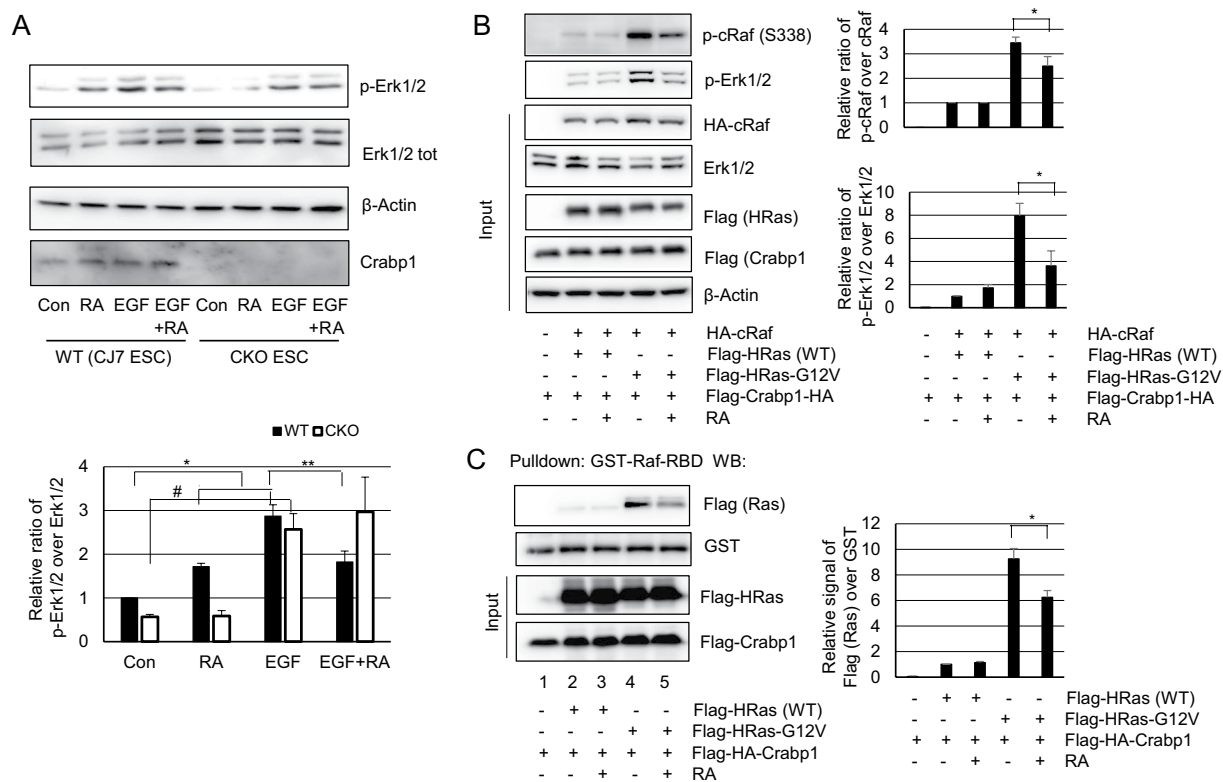 A
p-Erk1/2
Erk1/2 tot
β-Actin
Crabp1
Con RA EGF EGF +RA Con RA EGF EGF +RA
WT (CJ7 ESC) CKO ESC
WT CKO
Relative ratio of
p-Erk1/2 over Erk1/2
4
3
2
1
0
* ** #
Con RA EGF EGF+RA
B
p-cRaf (S338)
p-Erk1/2
Input
HA-cRaf
Erk1/2
Flag (HRas)
Flag (Crabp1
β-Actin
- + + + + HA-cRaf
- + + - - Flag-HRas (WT)
- - - + + Flag-HRas-G12V
+ + + + + Flag-Crabp1-HA
- - + - + RA
Relative ratio of
p-cRaf over cRaf
4
3
2
1
0
*
Relative ratio of
p-Erk1/2 over Erk1/2
10
8
6
4
2
0
*
- + + + + HA-cRaf
- + + - - Flag-HRas (WT)
- - - + + Flag-HRas-G12V
+ + + + + Flag-Crabp1-HA
- - + - + RA
C Pulldown: GST-Raf-RBD WB:
Flag (Ras)
GST
Input
Flag-HRas
Flag-Crabp1
1 2 3 4 5
- + + - - Flag-HRas (WT)
- - - + + Flag-HRas-G12V
+ + + + + Flag-HA-Crabp1
- - + - + RA
Relative signal of
Flag (Ras) over GST
12
10
8
6
4
2
0
*
- + + - - Flag-HRas (WT)
- - - + + Flag-HRas-G12V
+ + + + + Flag-HA-Crabp1
- - + - + RA